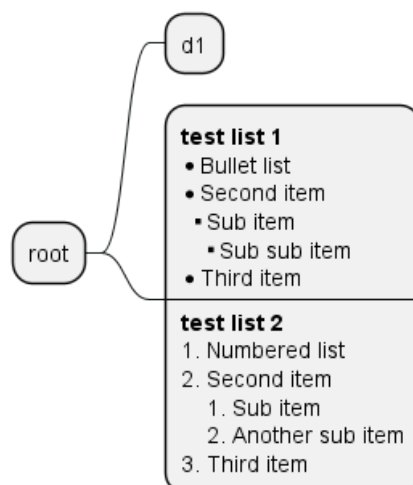 d1
root
test list 1
• Bullet list
• Second item
▪ Sub item
▪ Sub sub item
• Third item
test list 2
1. Numbered list
2. Second item
1. Sub item
2. Another sub item
3. Third item